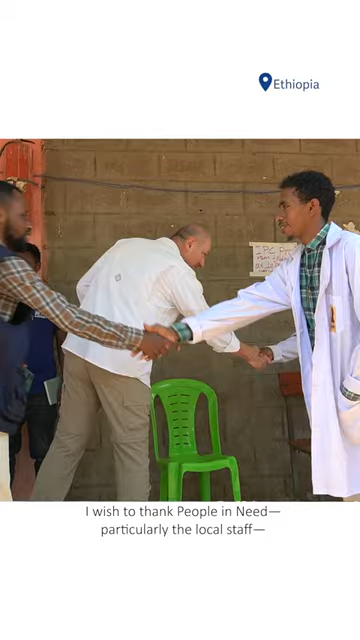 Ethiopia
I wish to thank People in Need—
particularly the local staff—